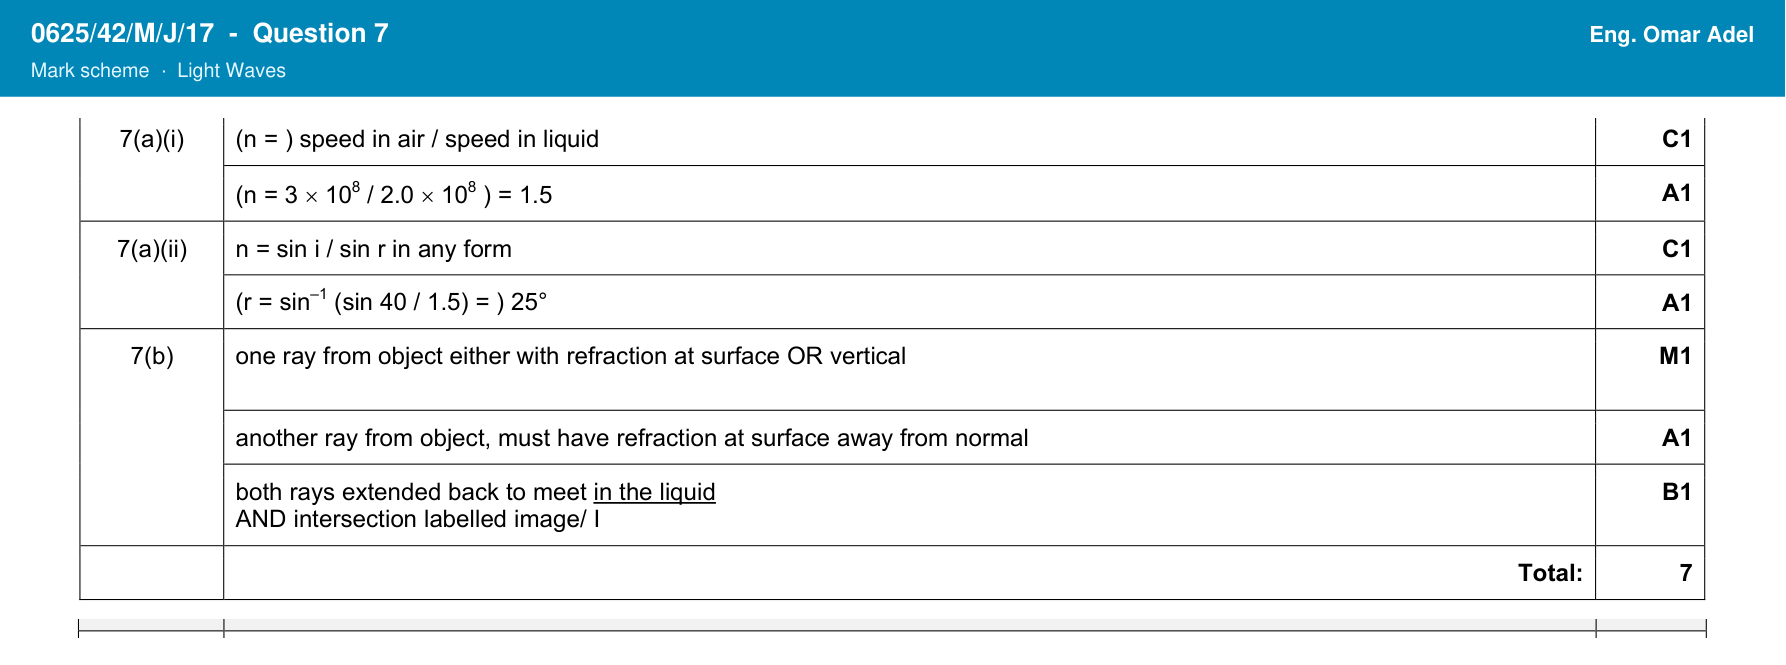 0625/42/M/J/17 - Question 7
Eng. Omar Adel
Mark scheme · Light Waves
7(a)(i) (n = ) speed in air / speed in liquid C1
(n = 3 × 10⁸ / 2.0 × 10⁸ ) = 1.5 A1
7(a)(ii) n = sin i / sin r in any form C1
(r = sin⁻¹ (sin 40 / 1.5) = ) 25° A1
7(b) one ray from object either with refraction at surface OR vertical M1
another ray from object, must have refraction at surface away from normal A1
both rays extended back to meet in the liquid B1
AND intersection labelled image/ I
Total: 7